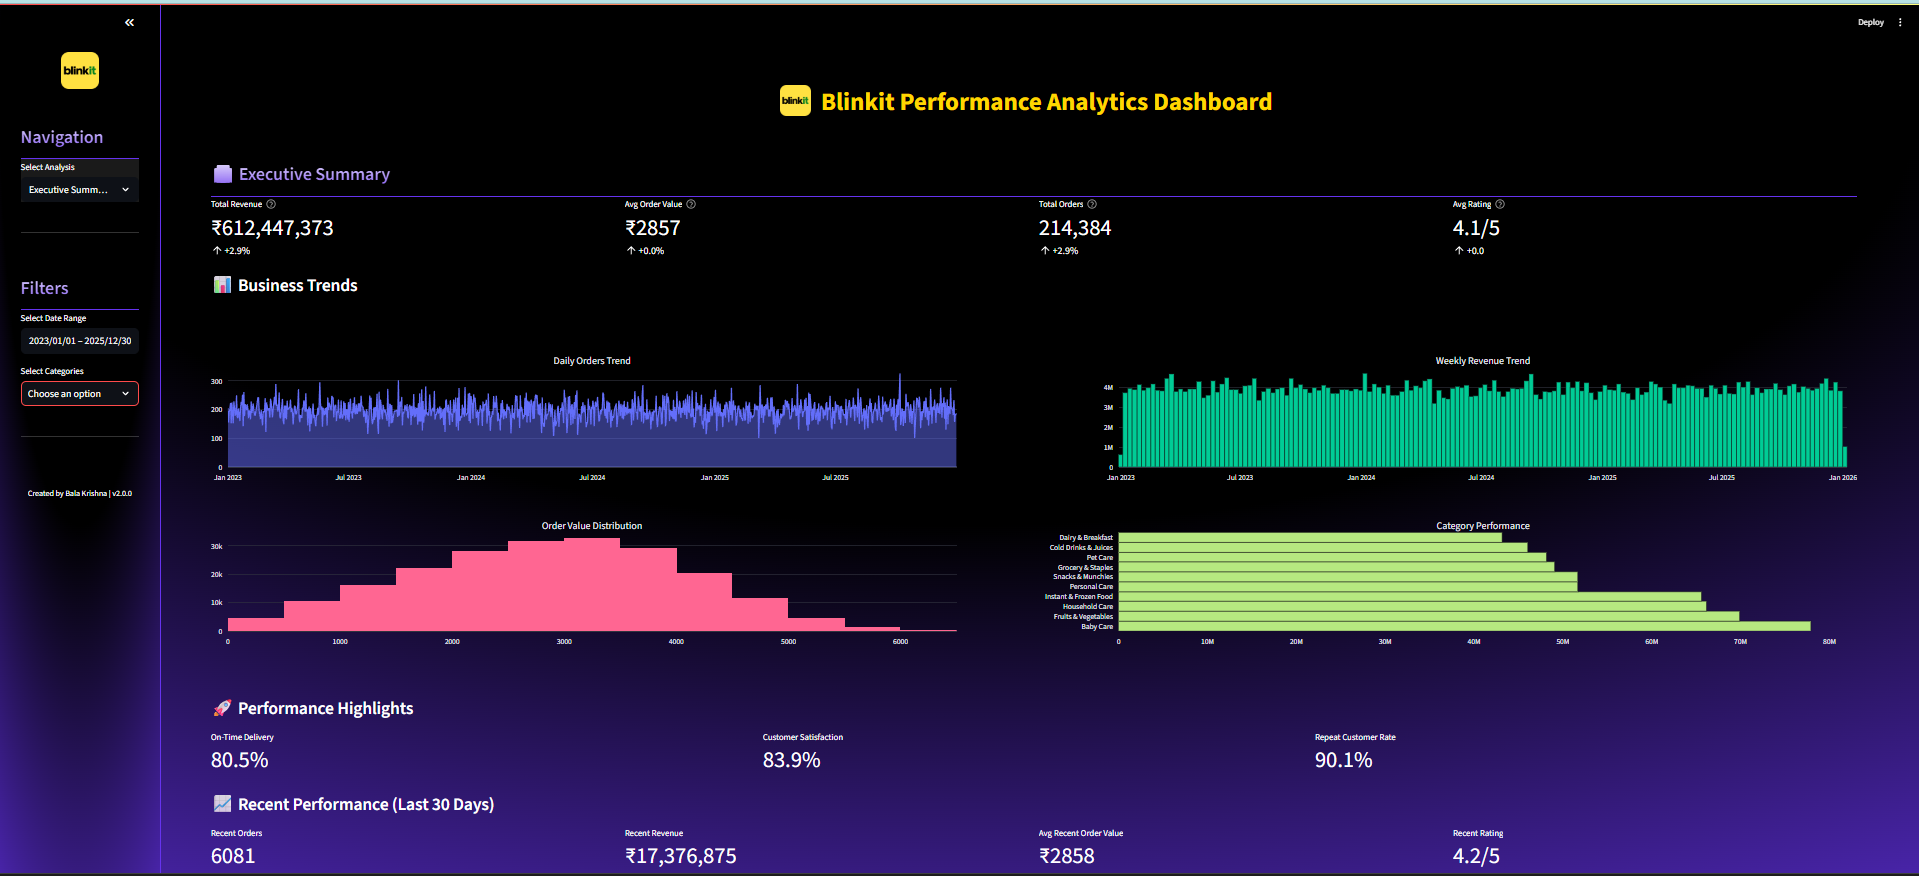 Deploy
blinkit
Navigation
Select Analysis
Executive Summ...
Filters
Select Date Range
2023/01/01 – 2025/12/30
Select Categories
Choose an option
Created by Bala Krishna | v2.0.0
blinkit Blinkit Performance Analytics Dashboard
Executive Summary
Total Revenue
₹612,447,373
+2.9%
Avg Order Value
₹2857
+0.0%
Total Orders
214,384
+2.9%
Avg Rating
4.1/5
+0.0
Business Trends
Daily Orders Trend
300
200
100
0
Jan 2023 Jul 2023 Jan 2024 Jul 2024 Jan 2025 Jul 2025
Weekly Revenue Trend
4M
3M
2M
1M
0
Jan 2023 Jul 2023 Jan 2024 Jul 2024 Jan 2025 Jul 2025 Jan 2026
Order Value Distribution
30k
20k
10k
0
0 1000 2000 3000 4000 5000 6000
Category Performance
Dairy & Breakfast
Cold Drinks & Juices
Pet Care
Grocery & Staples
Snacks & Munchies
Personal Care
Instant & Frozen Food
Household Care
Fruits & Vegetables
Baby Care
0 10M 20M 30M 40M 50M 60M 70M 80M
Performance Highlights
On-Time Delivery
80.5%
Customer Satisfaction
83.9%
Repeat Customer Rate
90.1%
Recent Performance (Last 30 Days)
Recent Orders
6081
Recent Revenue
₹17,376,875
Avg Recent Order Value
₹2858
Recent Rating
4.2/5